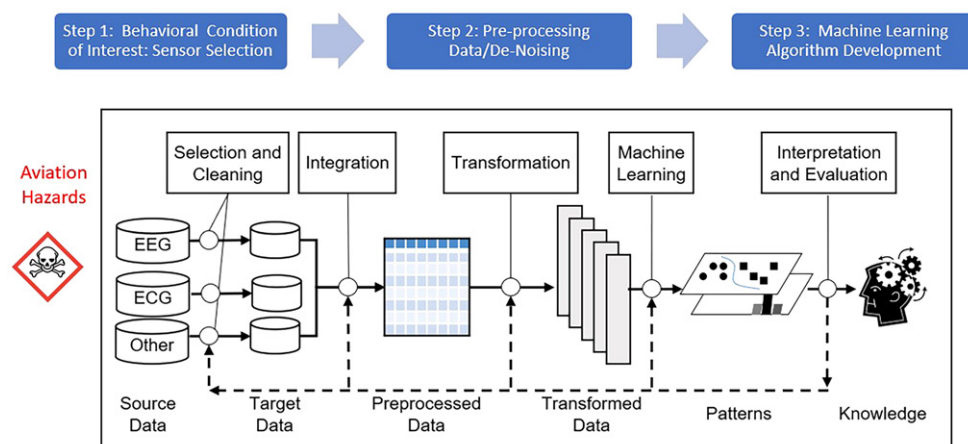 Step 1: Behavioral Condition
of Interest: Sensor Selection
Step 2: Pre-processing
Data/De-Noising
Step 3: Machine Learning
Algorithm Development
Aviation
Hazards
Selection and
Cleaning
Integration
Transformation
Machine
Learning
Interpretation
and Evaluation
EEG
ECG
Other
Source
Data
Target
Data
Preprocessed
Data
Transformed
Data
Patterns
Knowledge